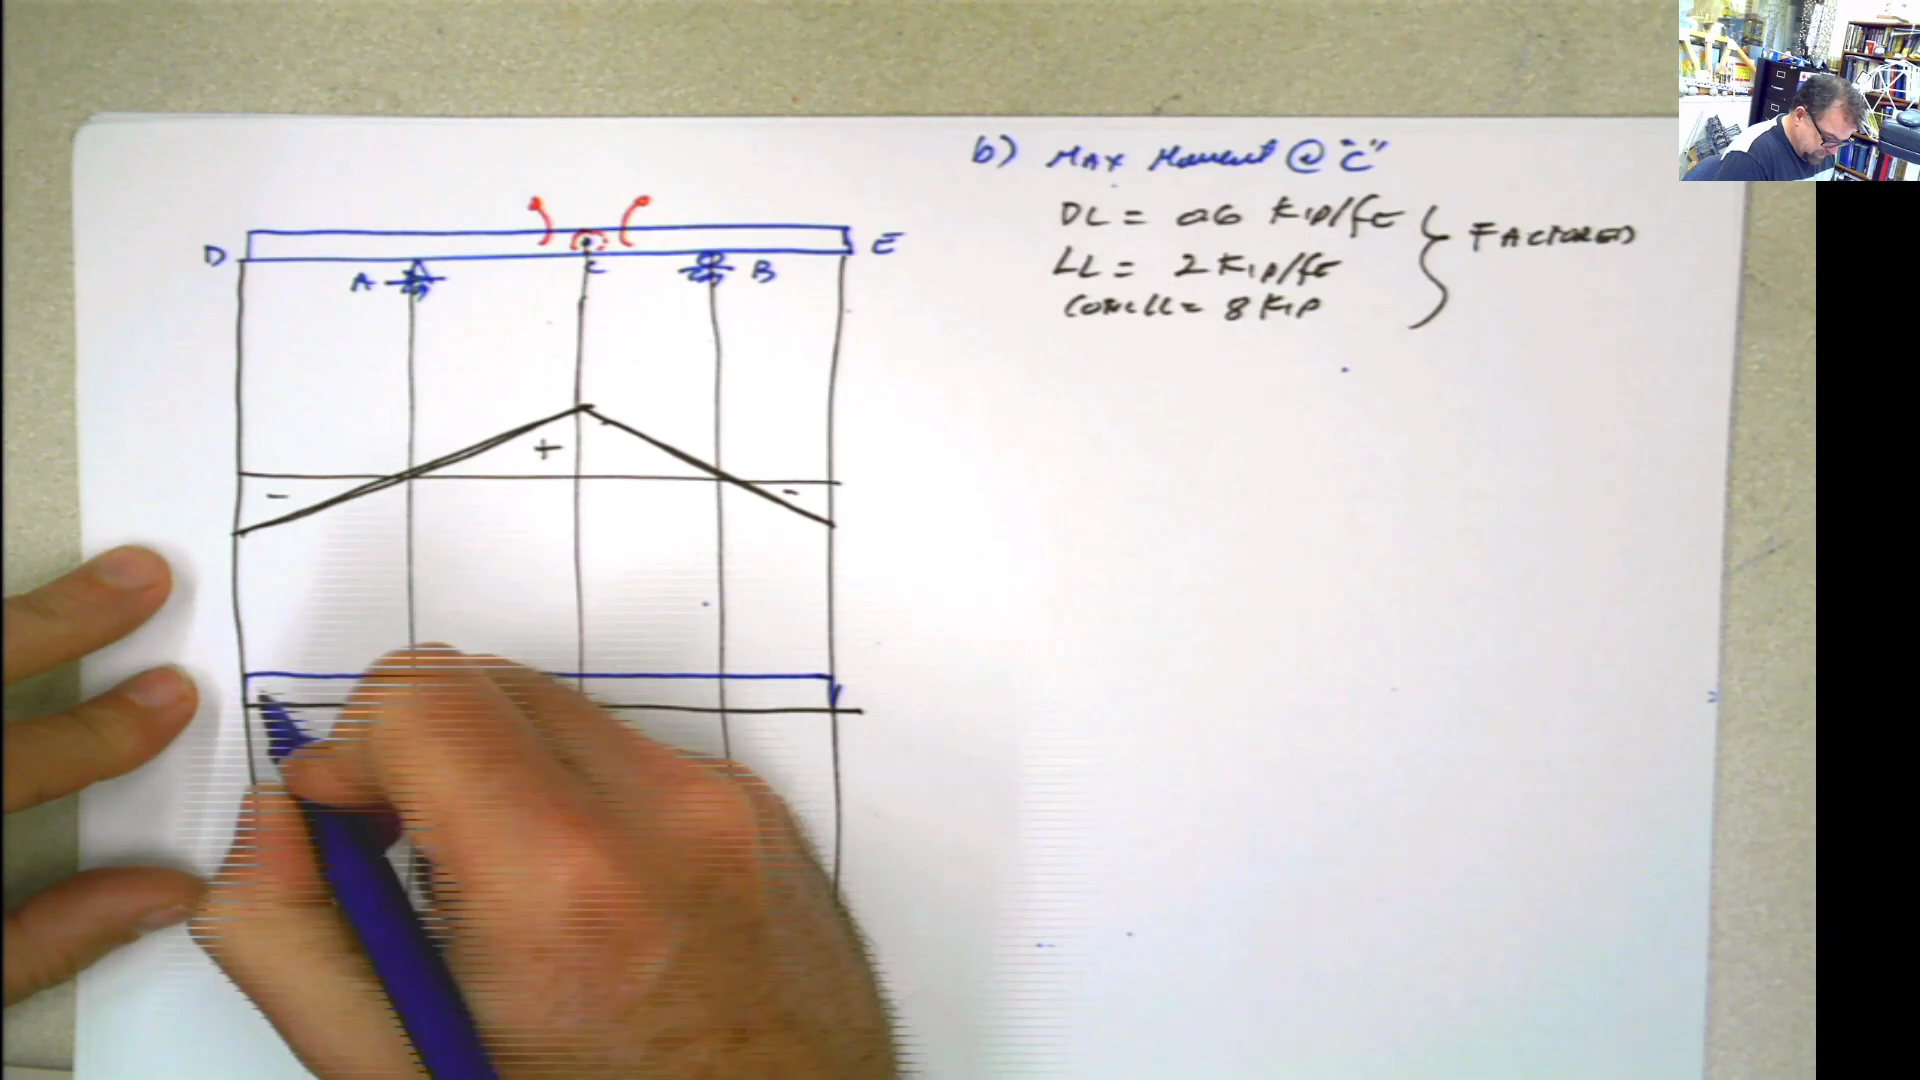 b) MAX Moment @ "C"
DL = 0.6 KIP/ft
LL = 2 KIP/ft
CONC LL = 8 KIP
FACTORED
D
E
A
C
B
+
-
-